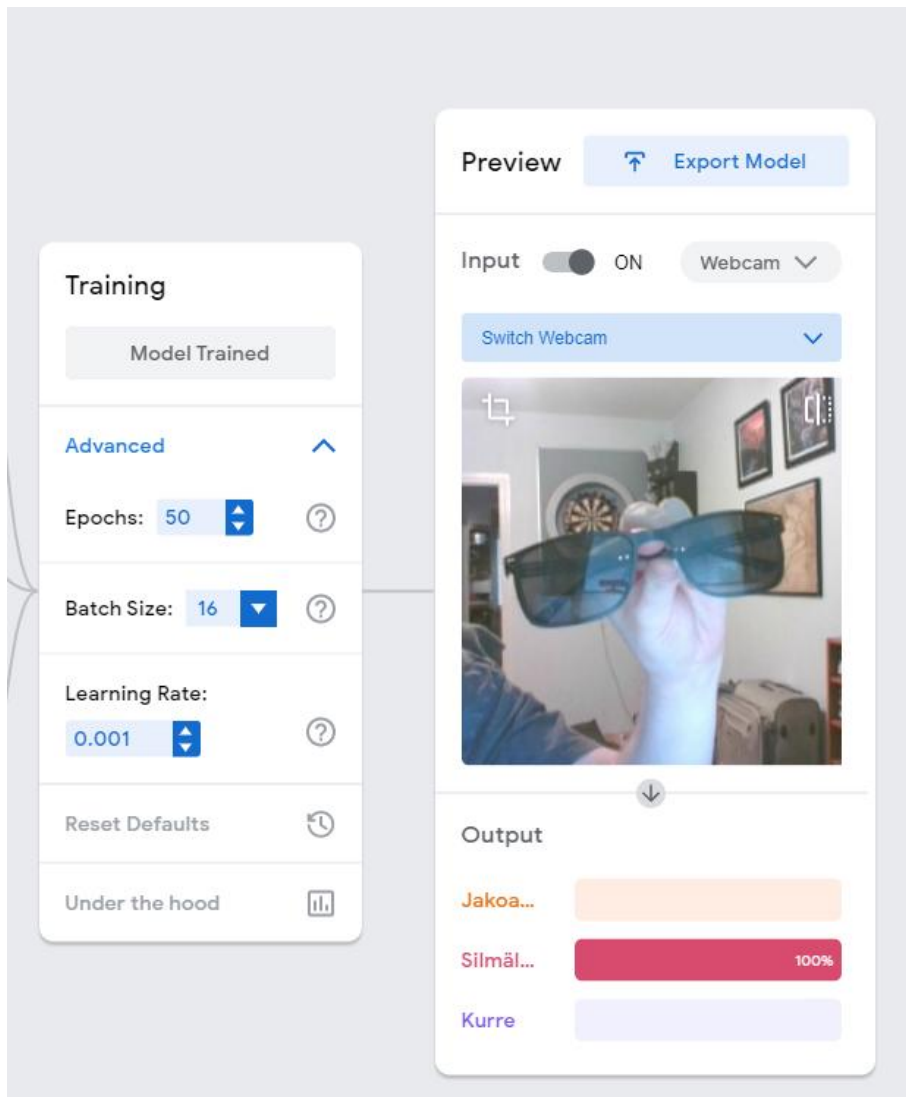 Training
Model Trained
Advanced
Epochs: 50
Batch Size: 16
Learning Rate:
0.001
Reset Defaults
Under the hood
Preview
Export Model
Input ON Webcam
Switch Webcam
Output
Jakoa...
Silmäl... 100%
Kurre